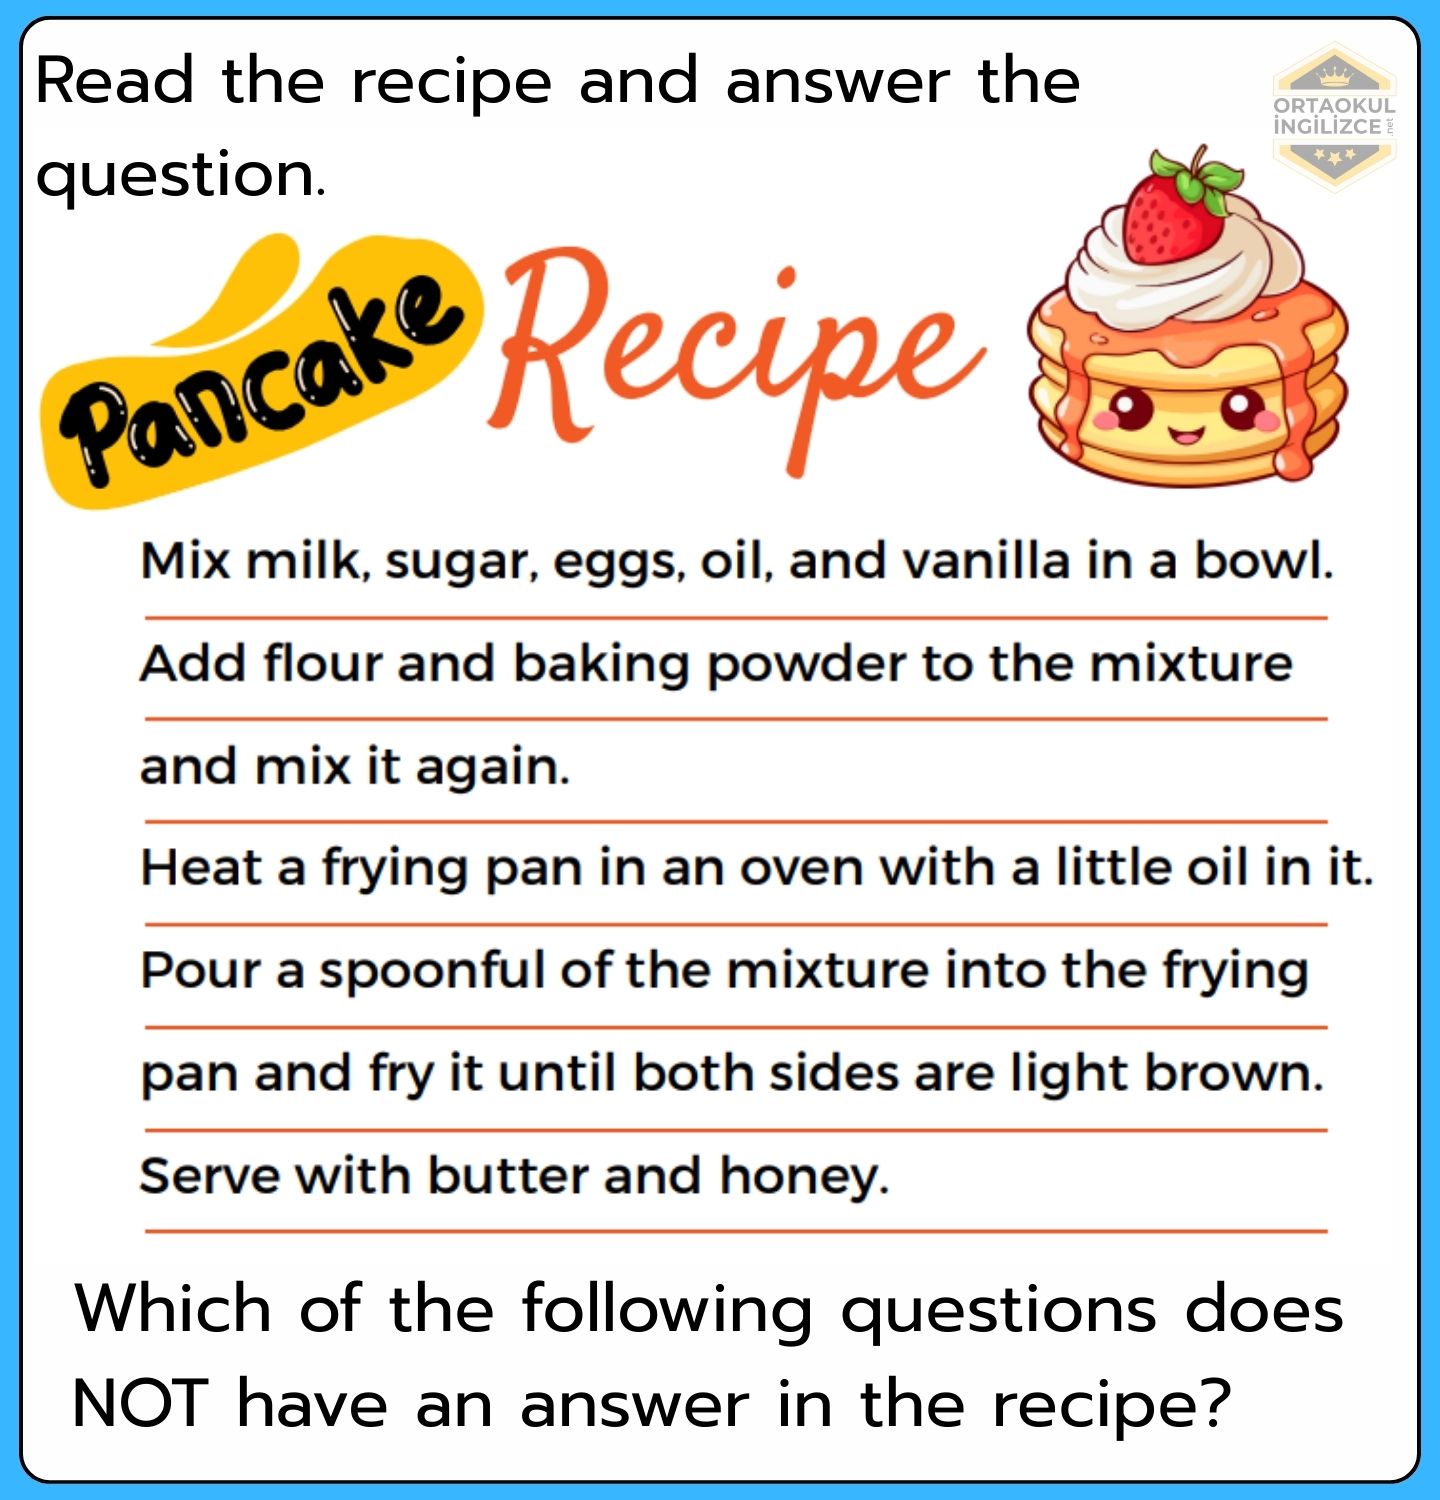 Read the recipe and answer the
question.
ORTAOKUL
İNGİLİZCE.net
Pancake Recipe
Mix milk, sugar, eggs, oil, and vanilla in a bowl.
Add flour and baking powder to the mixture
and mix it again.
Heat a frying pan in an oven with a little oil in it.
Pour a spoonful of the mixture into the frying
pan and fry it until both sides are light brown.
Serve with butter and honey.
Which of the following questions does
NOT have an answer in the recipe?